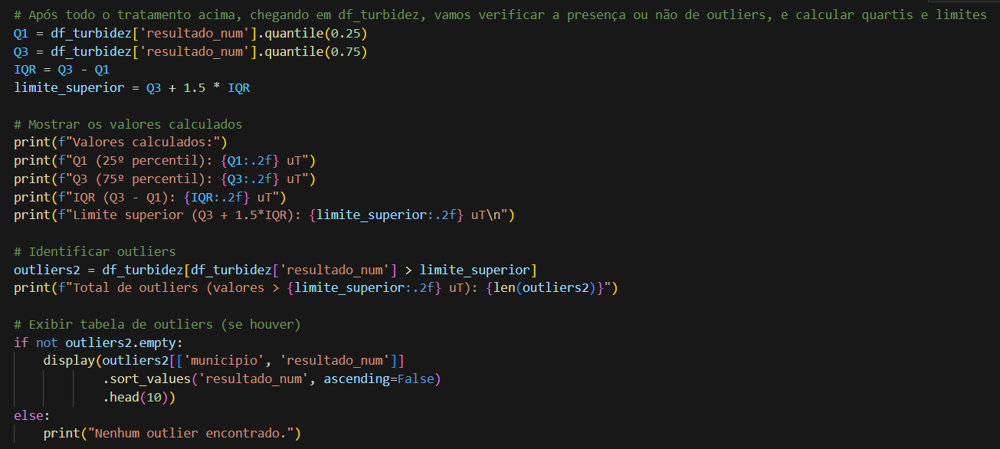 # Após todo o tratamento acima, chegando em df_turbidez, vamos verificar a presença ou não de outliers, e calcular quartis e limites
Q1 = df_turbidez['resultado_num'].quantile(0.25)
Q3 = df_turbidez['resultado_num'].quantile(0.75)
IQR = Q3 - Q1
limite_superior = Q3 + 1.5 * IQR

# Mostrar os valores calculados
print(f"Valores calculados:")
print(f"Q1 (25º percentil): {Q1:.2f} uT")
print(f"Q3 (75º percentil): {Q3:.2f} uT")
print(f"IQR (Q3 - Q1): {IQR:.2f} uT")
print(f"Limite superior (Q3 + 1.5*IQR): {limite_superior:.2f} uT\n")

# Identificar outliers
outliers2 = df_turbidez[df_turbidez['resultado_num'] > limite_superior]
print(f"Total de outliers (valores > {limite_superior:.2f} uT): {len(outliers2)}")

# Exibir tabela de outliers (se houver)
if not outliers2.empty:
    display(outliers2[['municipio', 'resultado_num']]
            .sort_values('resultado_num', ascending=False)
            .head(10))
else:
    print("Nenhum outlier encontrado.")